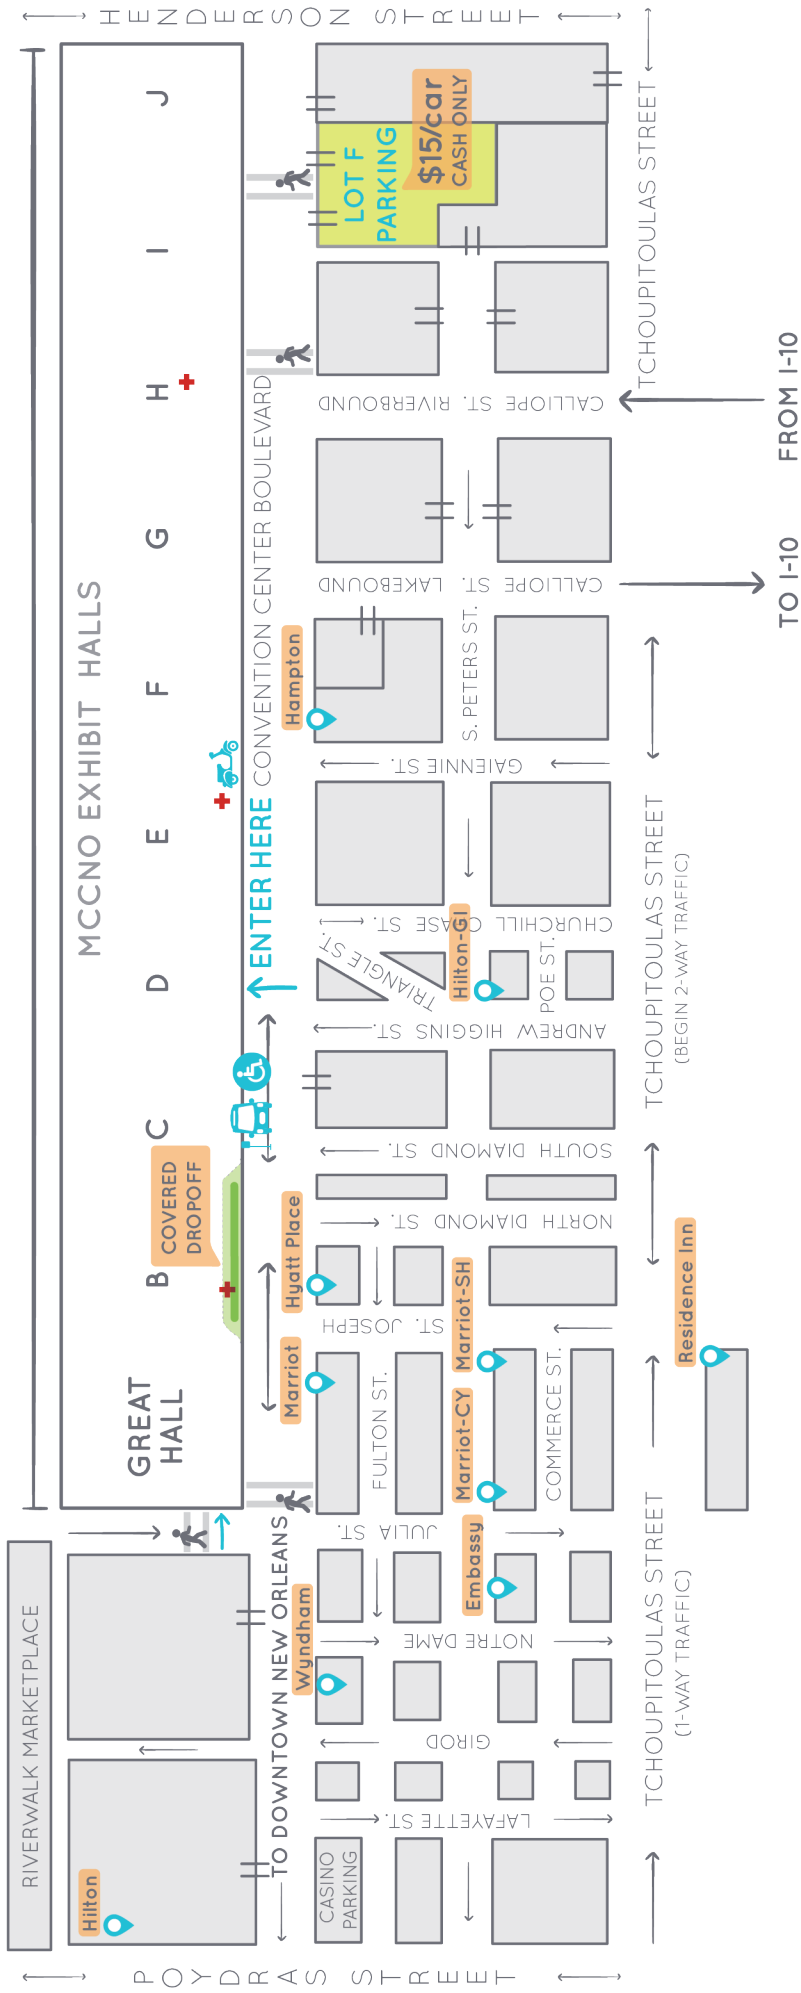 HENDERSON STREET
MCCNO EXHIBIT HALLS
J
I
H
G
F
E
D
C
B
GREAT
HALL
COVERED
DROPOFF
LOT F
PARKING
$15/car
CASH ONLY
TCHOUPITOULAS STREET
CONVENTION CENTER BOULEVARD
CALLIOPE ST. RIVERBOUND
FROM I-10
CALLIOPE ST. LAKEBOUND
TO I-10
Hampton
S. PETERS ST.
GAIENNIE ST.
ENTER HERE
TCHOUPITOULAS STREET
(BEGIN 2-WAY TRAFFIC)
CHURCHILL CASE ST.
TRIANGLE ST.
Hilton-GI
POE ST.
ANDREW HIGGINS ST.
SOUTH DIAMOND ST.
NORTH DIAMOND ST.
Hyatt Place
ST. JOSEPH ST.
Marriot-SH
Residence Inn
Marriot
FULTON ST.
Marriot-CY
COMMERCE ST.
JULIA ST.
TO DOWNTOWN NEW ORLEANS
Embassy
TCHOUPITOULAS STREET
(1-WAY TRAFFIC)
Wyndham
NOTRE DAME
RIVERWALK MARKETPLACE
GIROD
LAFAYETTE ST.
CASINO
PARKING
Hilton
POYDRAS STREET